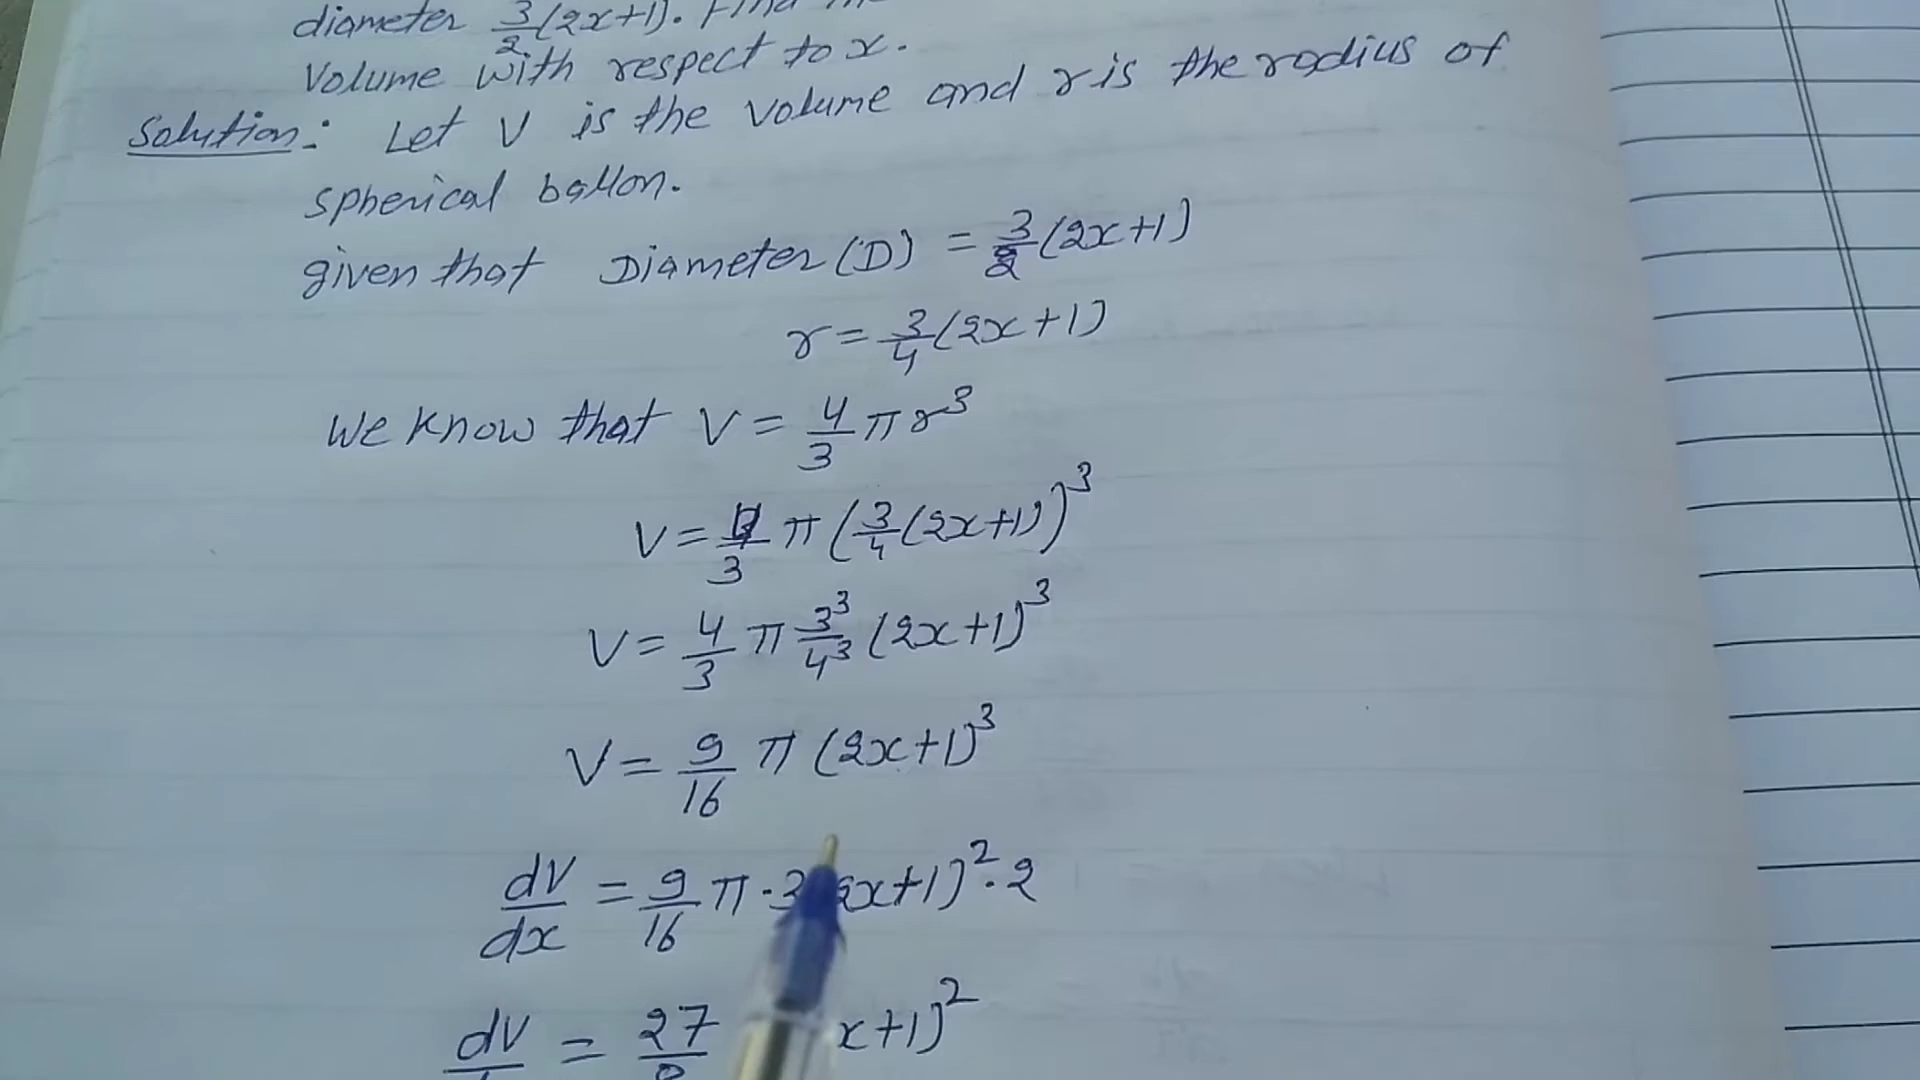 diameter 3/2(2x+1). Find
Volume with respect to x.
Solution: Let V is the volume and r is the radius of
spherical ballon.
given that Diameter (D) = 3/2(2x+1)
r = 3/4(2x+1)
We know that V = 4/3 πr³
V = 4/3 π(3/4(2x+1))³
V = 4/3 π 3³/4³ (2x+1)³
V = 9/16 π (2x+1)³
dV/dx = 9/16 π · 3 2x+1)² · 2
dV = 27 x+1)²